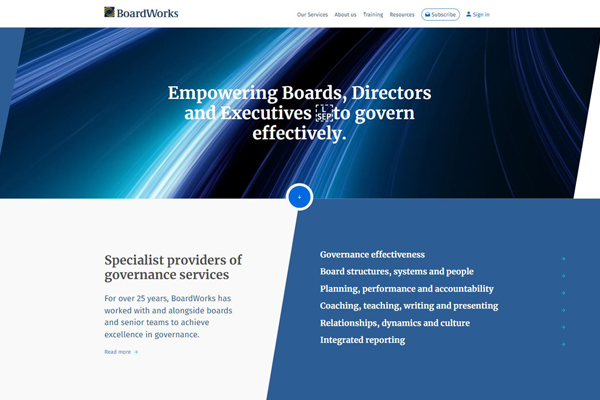 BoardWorks
Our Services About us Training Resources Subscribe Sign in
Empowering Boards, Directors
and Executives L SEP to govern
effectively.
Specialist providers of
governance services
For over 25 years, BoardWorks has
worked with and alongside boards
and senior teams to achieve
excellence in governance.
Read more
Governance effectiveness
Board structures, systems and people
Planning, performance and accountability
Coaching, teaching, writing and presenting
Relationships, dynamics and culture
Integrated reporting